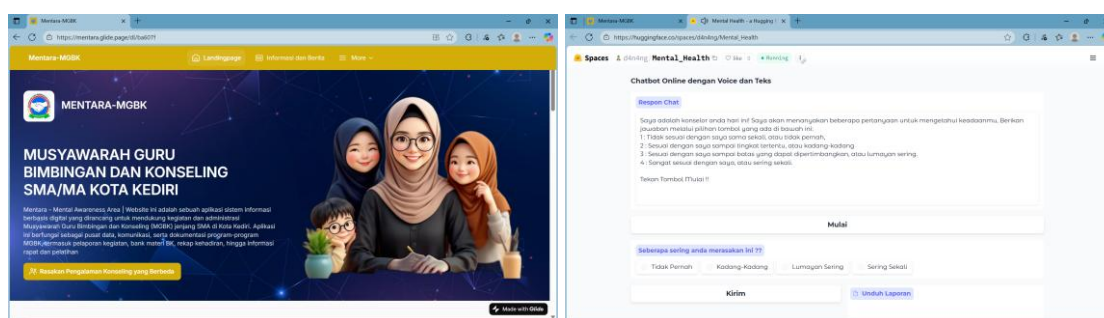 Mentara-MGBK
https://mentara.glide.page/dl/ba6071
Mentara-MGBK
Landingpage
Informasi dan Berita
More
MENTARA-MGBK
MUSYAWARAH GURU
BIMBINGAN DAN KONSELING
SMA/MA KOTA KEDIRI
Mentara - Mental Awareness Area | Website ini adalah sebuah aplikasi sistem informasi
berbasis digital yang dirancang untuk mendukung kegiatan dan administrasi
Musyawarah Guru Bimbingan dan Konseling (MGBK) jenjang SMA di Kota Kediri. Aplikasi
ini berfungsi sebagai pusat data, komunikasi, serta dokumentasi program-program
MGBK, termasuk pelaporan kegiatan, bank materi BK, rekap kehadiran, hingga informasi
rapat dan pelatihan
Rasakan Pengalaman Konseling yang Berbeda
Made with Glide
Mentara-MGBK
Mental Health - a Hugging
https://huggingface.co/spaces/d4n4ng/Mental_Health
Spaces
d4n4ng/Mental_Health
like
Running
Chatbot Online dengan Voice dan Teks
Respon Chat
Saya adalah konselor anda hari ini! Saya akan menanyakan beberapa pertanyaan untuk mengetahui keadaanmu, Berikan
jawaban melalui pilihan tombol yang ada di bawah ini:
1 : Tidak sesuai dengan saya sama sekali, atau tidak pernah,
2 : Sesuai dengan saya sampai tingkat tertentu, atau kadang-kadang
3 : Sesuai dengan saya sampai batas yang dapat dipertimbangkan, atau lumayan sering.
4 : Sangat sesuai dengan saya, atau sering sekali.
Tekan Tombol Mulai !!
Mulai
Seberapa sering anda merasakan ini ??
Tidak Pernah
Kadang-Kadang
Lumayan Sering
Sering Sekali
Kirim
Unduh Laporan